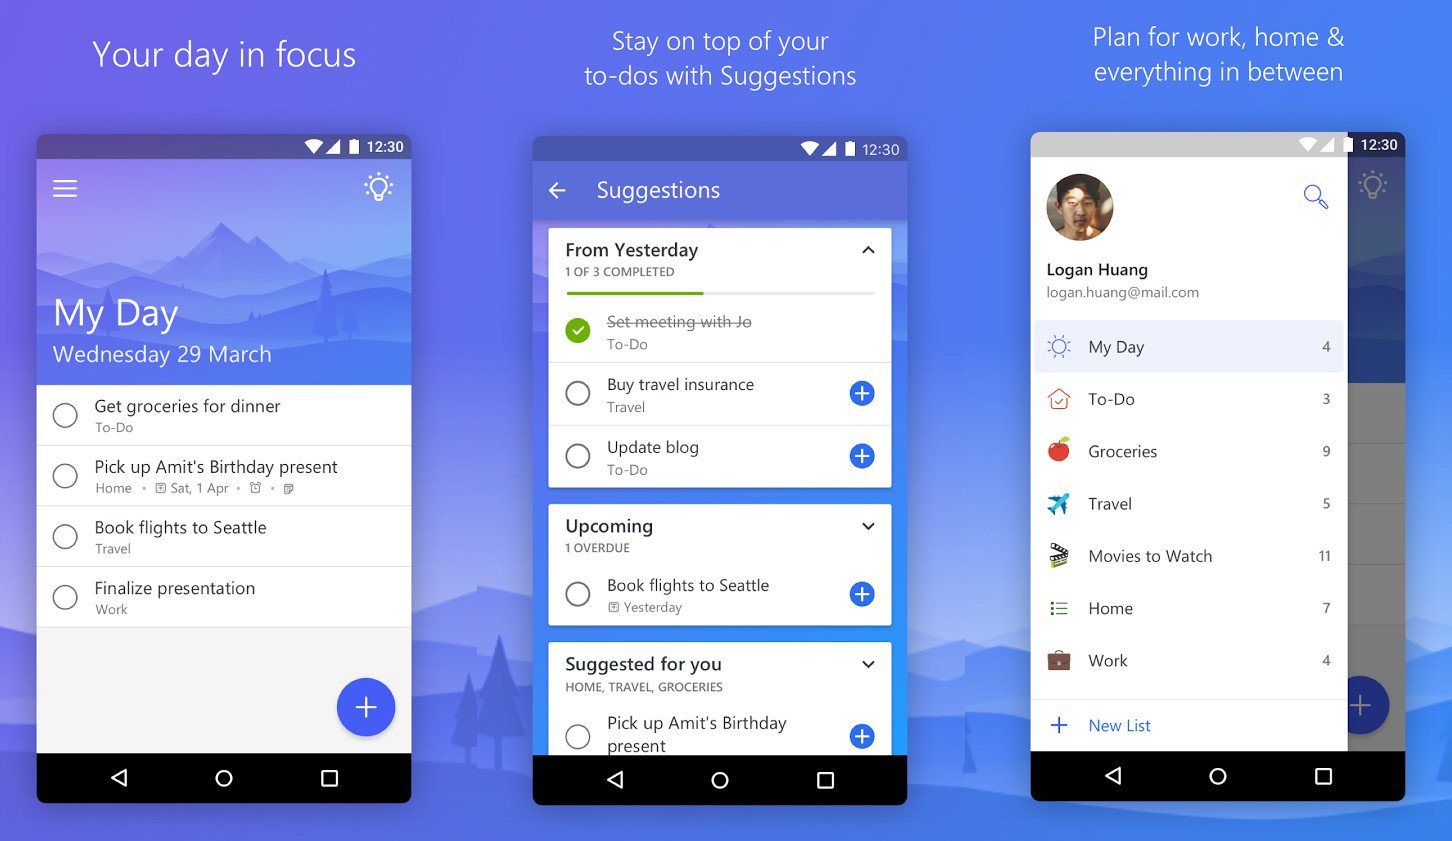 Your day in focus
12:30
My Day
Wednesday 29 March
Get groceries for dinner
To-Do
Pick up Amit's Birthday present
Home • Sat, 1 Apr • •
Book flights to Seattle
Travel
Finalize presentation
Work
Stay on top of your
to-dos with Suggestions
12:30
Suggestions
From Yesterday
1 OF 3 COMPLETED
Set meeting with Jo
To-Do
Buy travel insurance
Travel
Update blog
To-Do
Upcoming
1 OVERDUE
Book flights to Seattle
Yesterday
Suggested for you
HOME, TRAVEL, GROCERIES
Pick up Amit's Birthday
present
Plan for work, home &
everything in between
12:30
Logan Huang
logan.huang@mail.com
My Day 4
To-Do 3
Groceries 9
Travel 5
Movies to Watch 11
Home 7
Work 4
New List